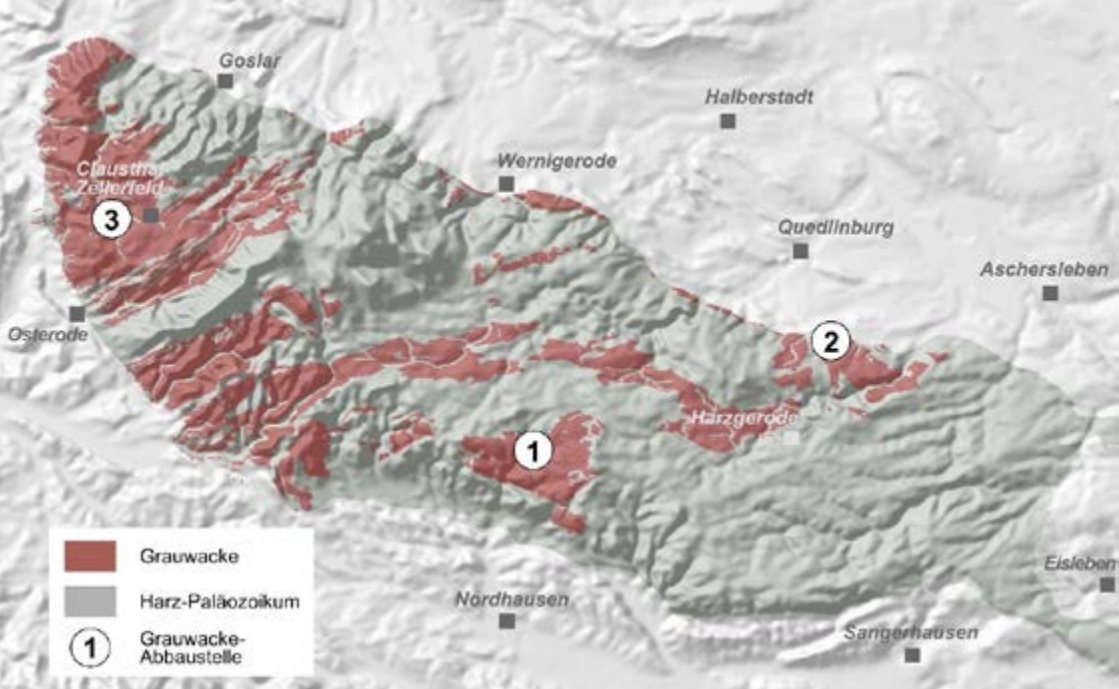 Goslar
Halberstadt
Wernigerode
Clausthal
Zellerfeld
3
Quedlinburg
Aschersleben
Osterode
2
Harzgerode
1
Grauwacke
Harz-Paläozoikum
1
Grauwacke-
Abbaustelle
Nordhausen
Eisleben
Sangerhausen